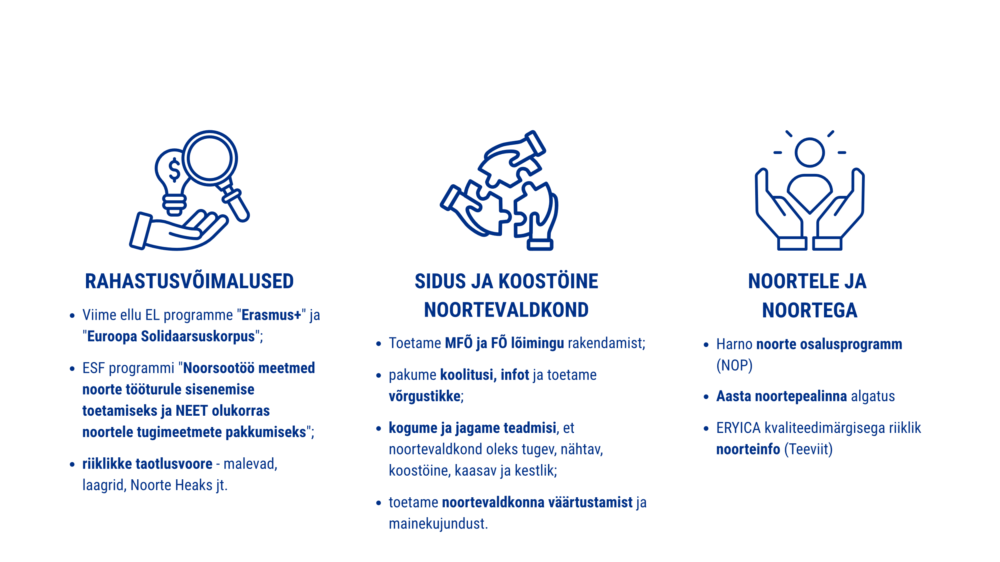 RAHASTUSVÕIMALUSED
• Viime ellu EL programme "Erasmus+" ja
"Euroopa Solidaarsuskorpus";
• ESF programmi "Noorsootöö meetmed
noorte tööturule sisenemise
toetamiseks ja NEET olukorras
noortele tugimeetmete pakkumiseks";
• riiklikke taotlusvoore - malevad,
laagrid, Noorte Heaks jt.
SIDUS JA KOOSTÖINE
NOORTEVALDKOND
• Toetame MFÕ ja FÕ lõimingu rakendamist;
• pakume koolitusi, infot ja toetame
võrgustikke;
• kogume ja jagame teadmisi, et
noortevaldkond oleks tugev, nähtav,
koostöine, kaasav ja kestlik;
• toetame noortevaldkonna väärtustamist ja
mainekujundust.
NOORTELE JA
NOORTEGA
• Harno noorte osalusprogramm
(NOP)
• Aasta noortepealinna algatus
• ERYICA kvaliteedimärgisega riiklik
noorteinfo (Teeviit)